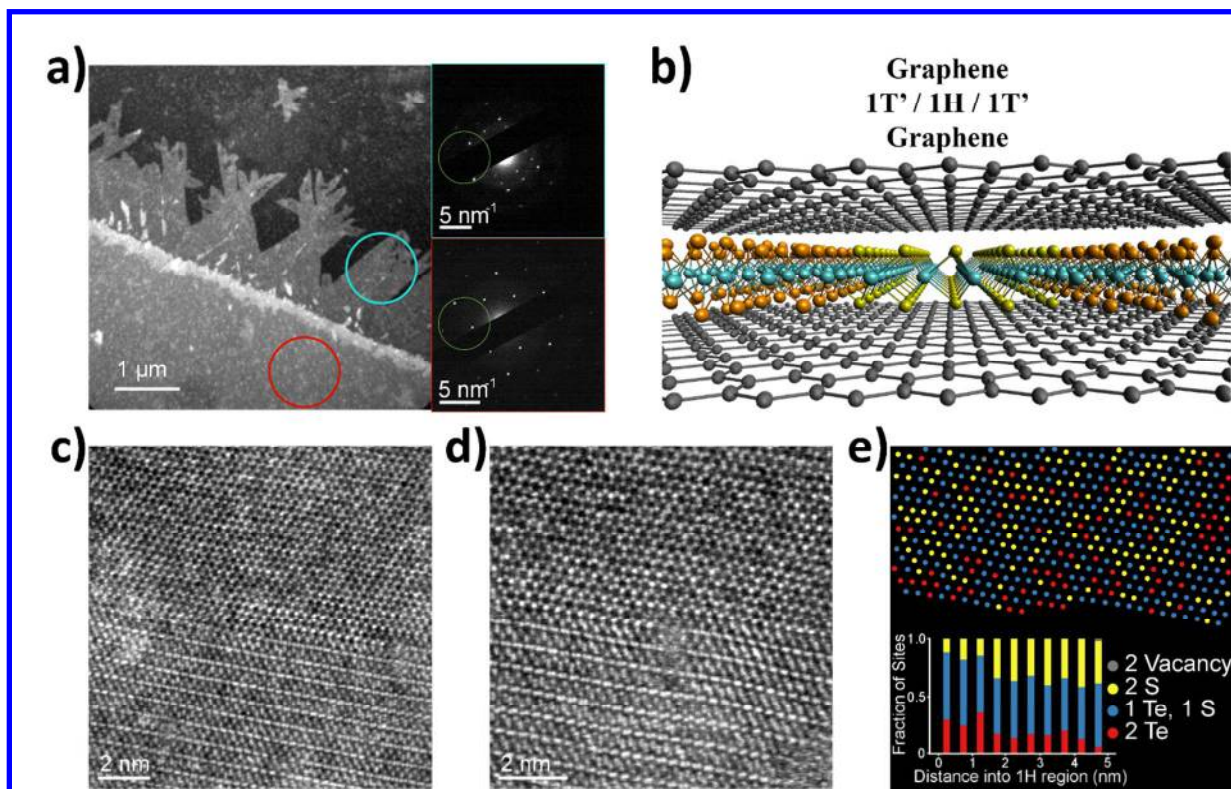 a)
1 µm
5 nm-1
5 nm-1
b)
Graphene
1T’ / 1H / 1T’
Graphene
c)
2 nm
d)
2 nm
e)
Fraction of Sites
1.0
0.5
0
0 1 2 3 4 5
Distance into 1H region (nm)
2 Vacancy
2 S
1 Te, 1 S
2 Te